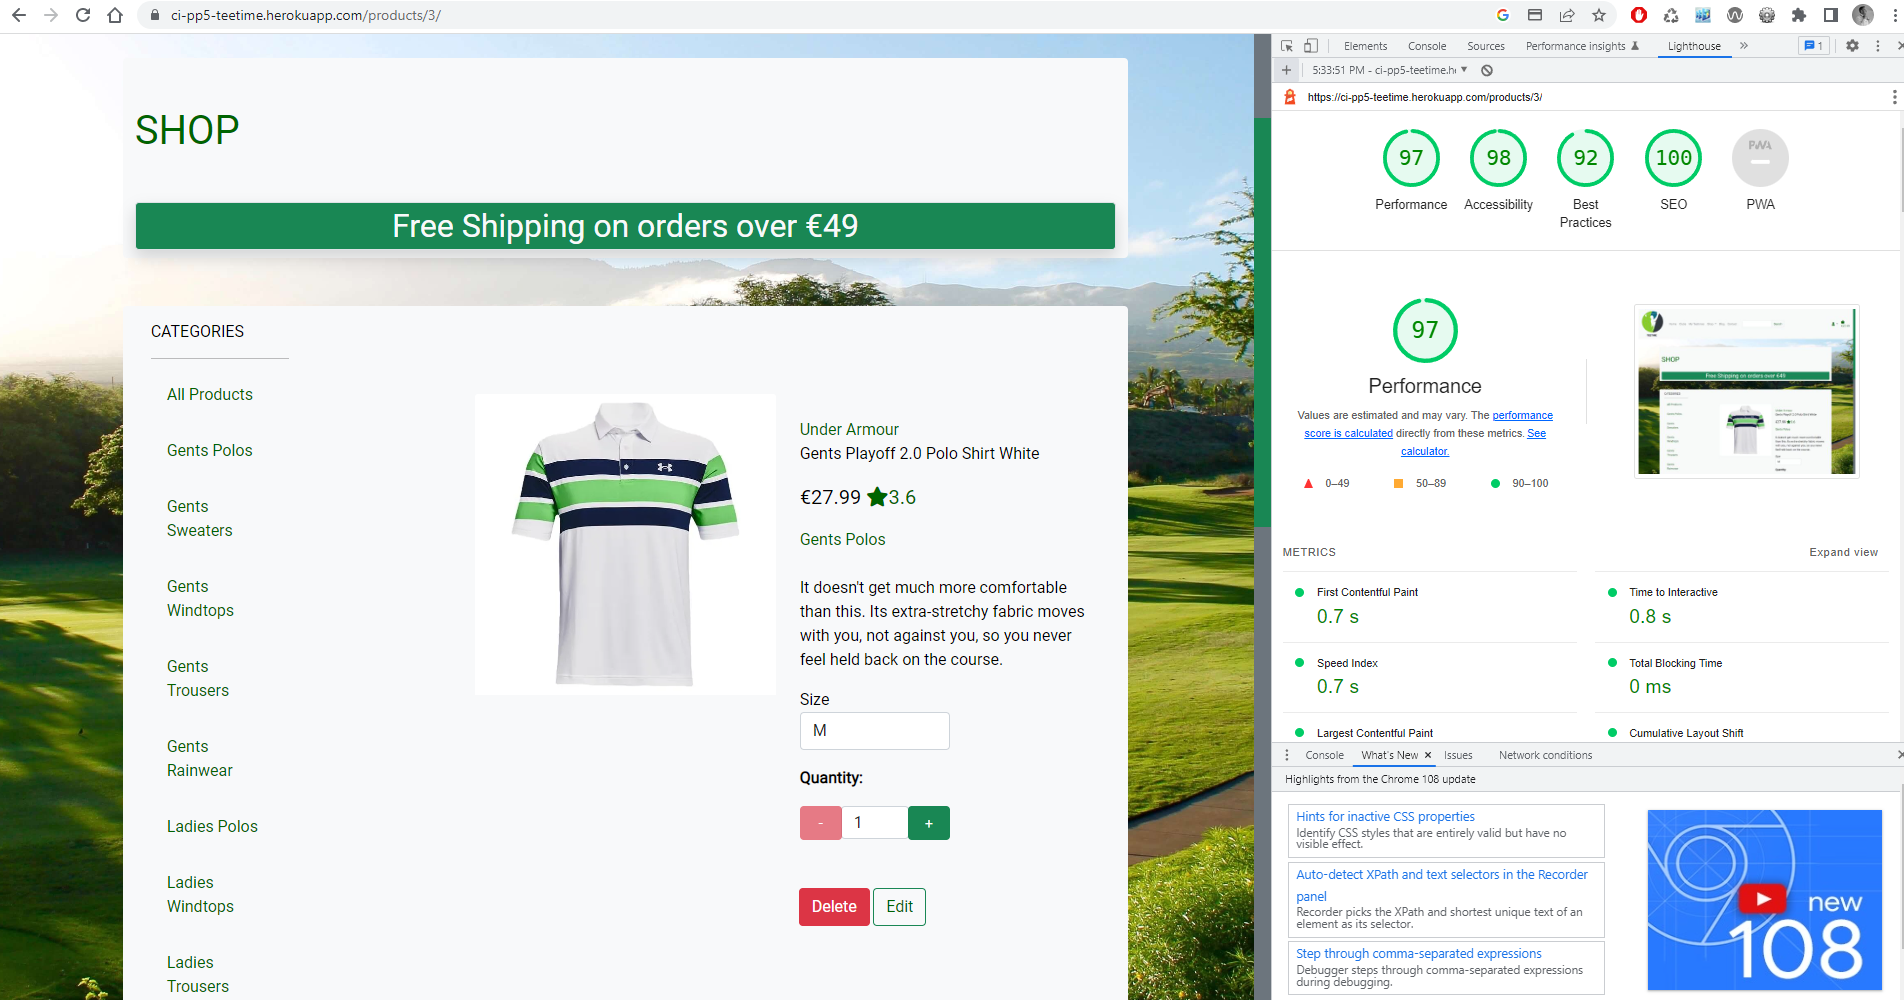 ci-pp5-teetime.herokuapp.com/products/3/
SHOP
Free Shipping on orders over €49
CATEGORIES
All Products
Gents Polos
Gents
Sweaters
Gents
Windtops
Gents
Trousers
Gents
Rainwear
Ladies Polos
Ladies
Windtops
Ladies
Trousers
Under Armour
Gents Playoff 2.0 Polo Shirt White
€27.99 3.6
Gents Polos
It doesn't get much more comfortable
than this. Its extra-stretchy fabric moves
with you, not against you, so you never
feel held back on the course.
Size
M
Quantity:
- 1 +
Delete Edit
Elements Console Sources Performance insights Lighthouse » 1
5:33:51 PM - ci-pp5-teetime.he
https://ci-pp5-teetime.herokuapp.com/products/3/
97 98 92 100 PWA
Performance Accessibility Best
Practices SEO PWA
97
Performance
Values are estimated and may vary. The performance
score is calculated directly from these metrics. See
calculator.
0–49 50–89 90–100
SHOP
Free Shipping on orders over €49
METRICS Expand view
First Contentful Paint
0.7 s
Time to Interactive
0.8 s
Speed Index
0.7 s
Total Blocking Time
0 ms
Largest Contentful Paint
Cumulative Layout Shift
Console What's New × Issues Network conditions
Highlights from the Chrome 108 update
Hints for inactive CSS properties
Identify CSS styles that are entirely valid but have no
visible effect.
Auto-detect XPath and text selectors in the Recorder
panel
Recorder picks the XPath and shortest unique text of an
element as its selector.
Step through comma-separated expressions
Debugger steps through comma-separated expressions
during debugging.
new
108